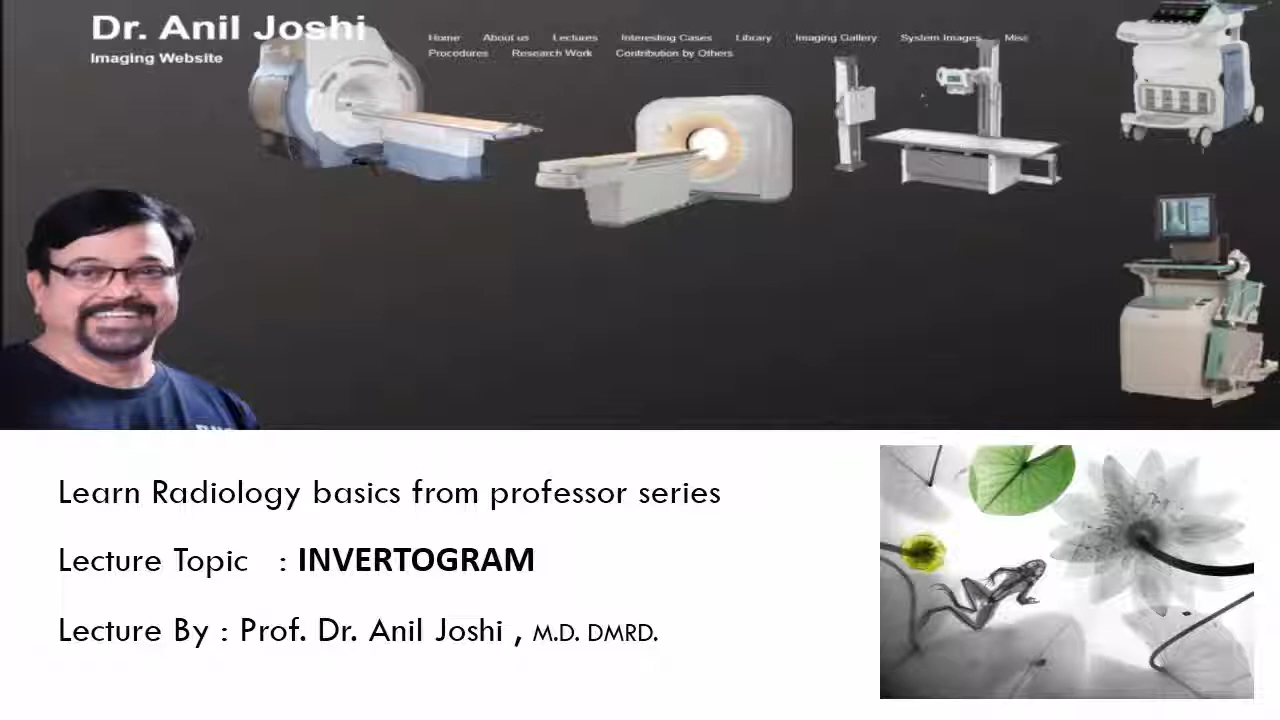 Dr. Anil Joshi
Imaging Website
Home About us Lectures Interesting Cases Library Imaging Gallery System Images Misc
Procedures Research Work Contribution by Others
Learn Radiology basics from professor series
Lecture Topic : INVERTOGRAM
Lecture By : Prof. Dr. Anil Joshi , M.D. DMRD.